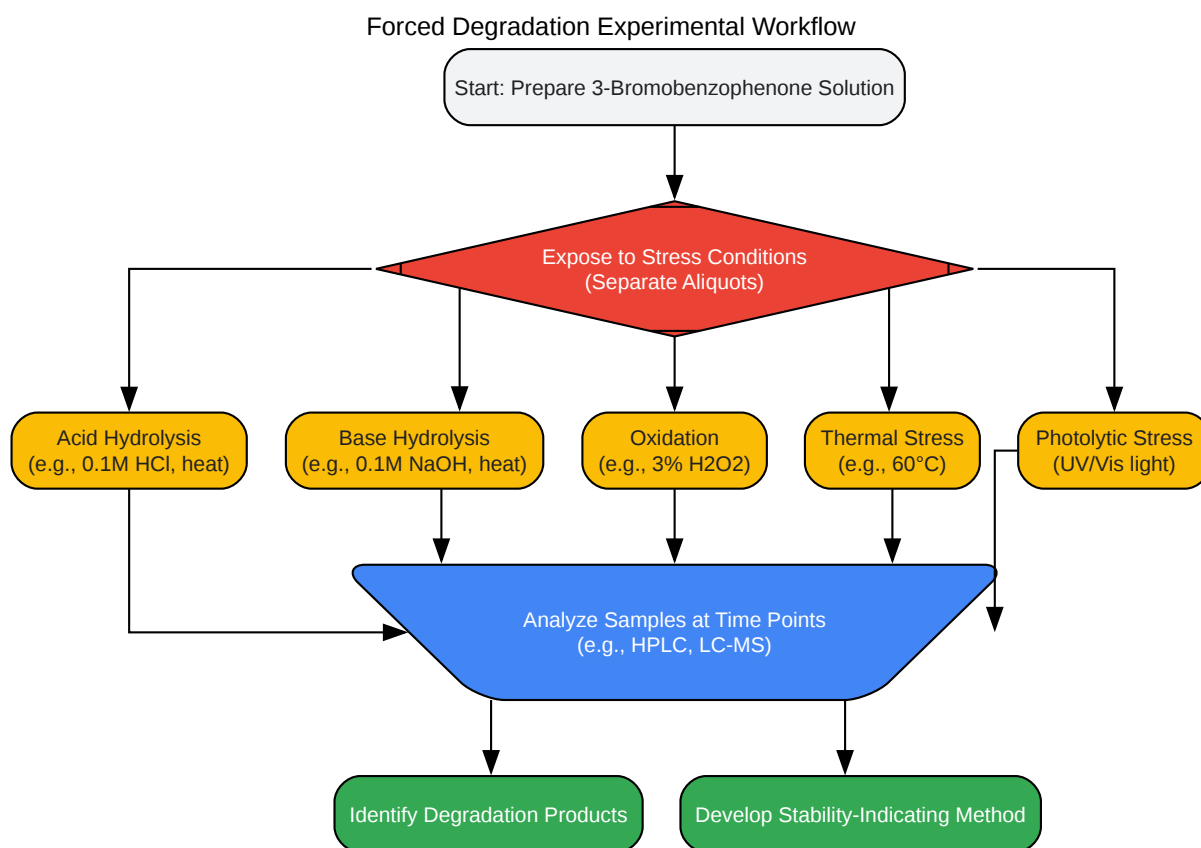 Forced Degradation Experimental Workflow
Start: Prepare 3-Bromobenzophenone Solution
Expose to Stress Conditions
(Separate Aliquots)
Acid Hydrolysis
(e.g., 0.1M HCl, heat)
Base Hydrolysis
(e.g., 0.1M NaOH, heat)
Oxidation
(e.g., 3% H2O2)
Thermal Stress
(e.g., 60°C)
Photolytic Stress
(UV/Vis light)
Analyze Samples at Time Points
(e.g., HPLC, LC-MS)
Identify Degradation Products
Develop Stability-Indicating Method